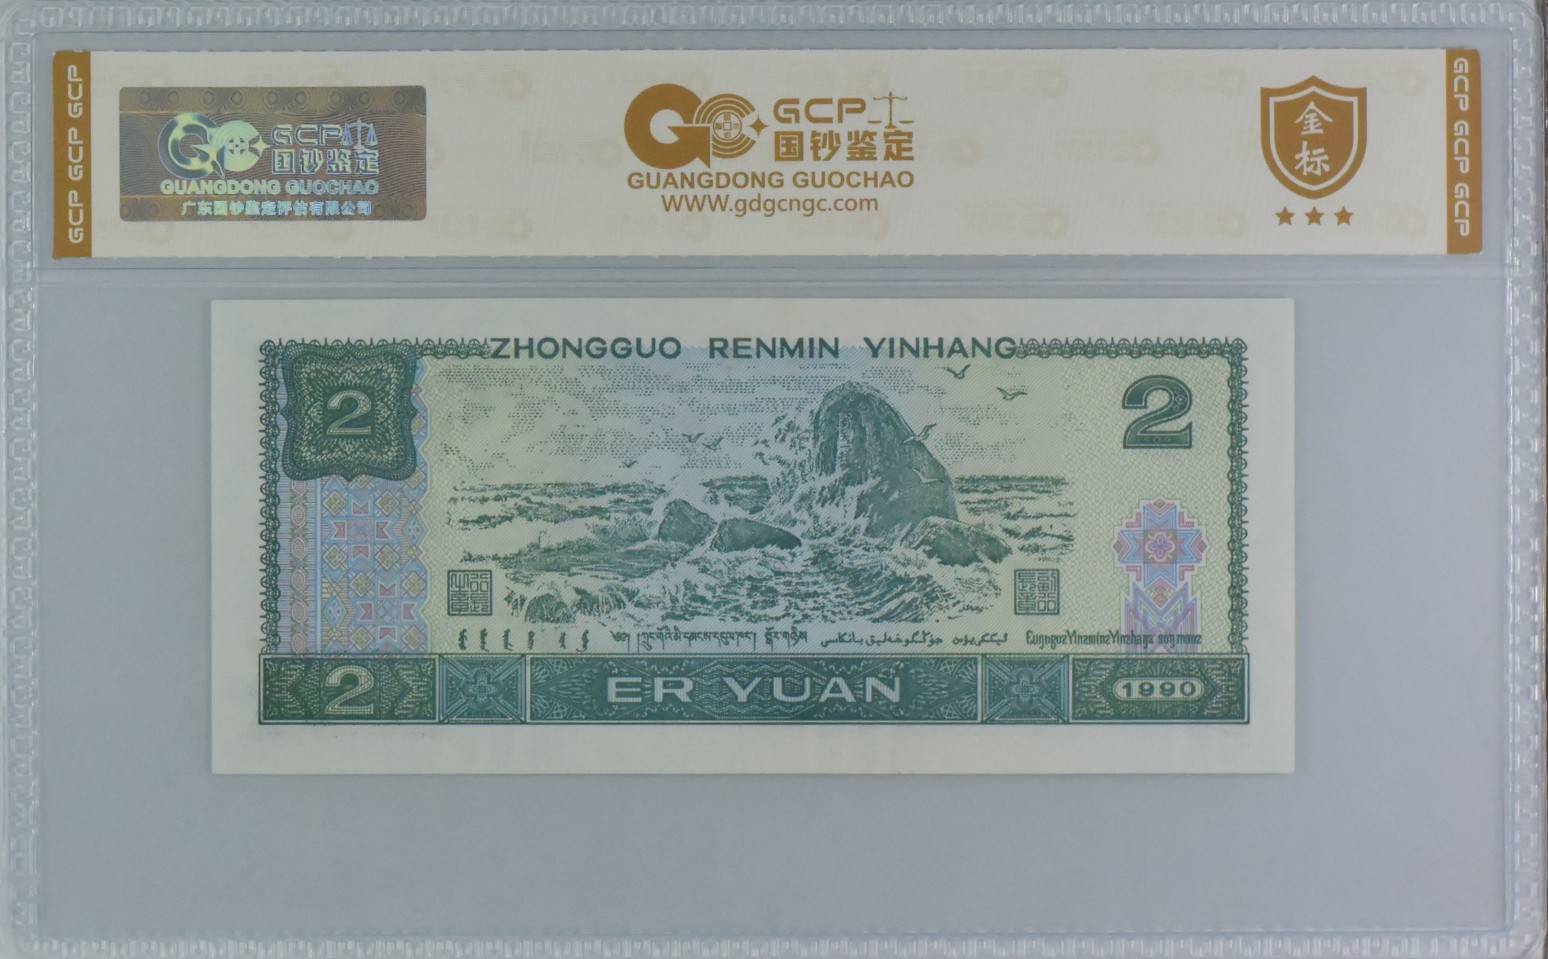 GCP GCP GCP
GCP
国钞鉴定
GUANGDONG GUOCHAO
广东国钞鉴定评估有限公司
GCP
国钞鉴定
GUANGDONG GUOCHAO
WWW.gdgcngc.com
金标
GCP GCP GCP
ZHONGGUO RENMIN YINHANG
2
2
2
ER YUAN
1990